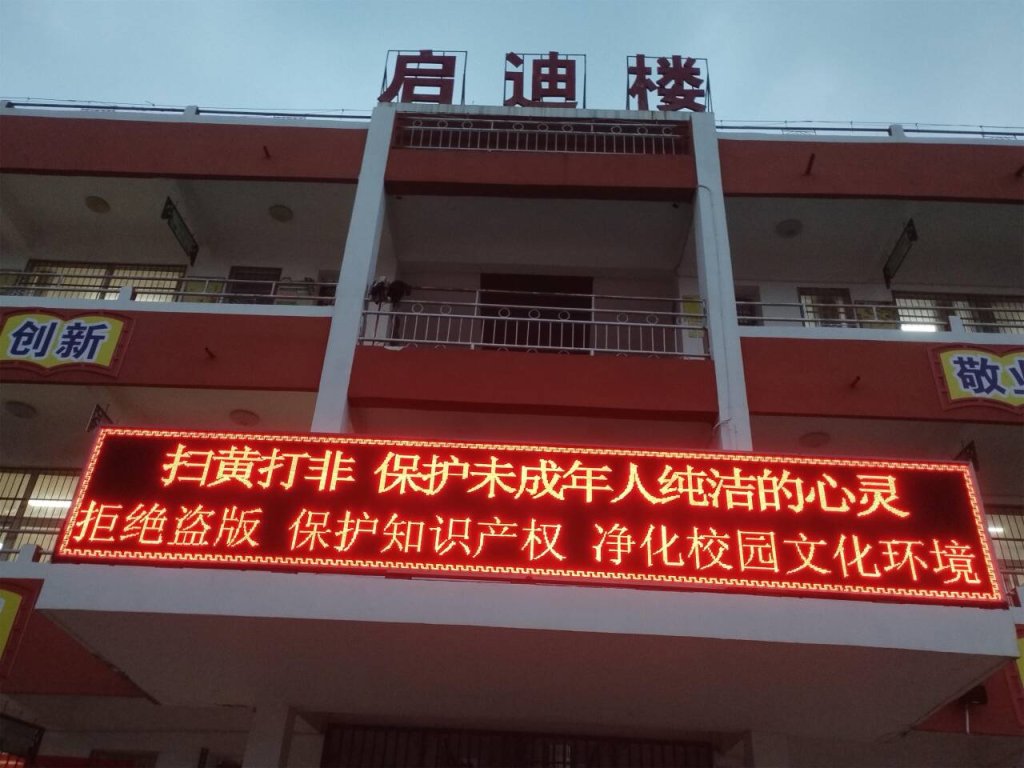 启迪楼
创新
敬业
扫黄打非 保护未成年人纯洁的心灵
拒绝盗版 保护知识产权 净化校园文化环境